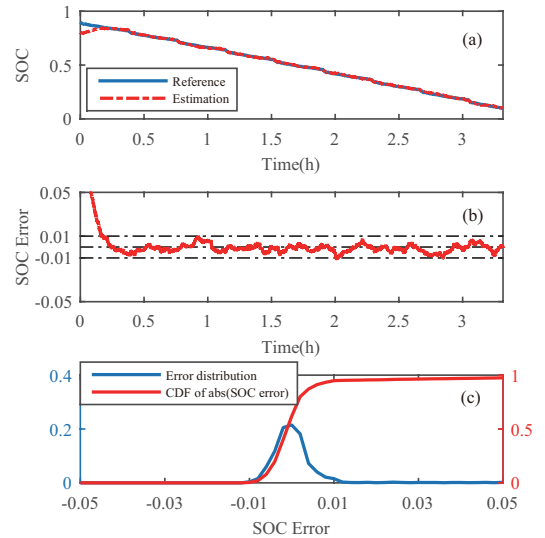 1
0.5
0
SOC
(a)
Reference
Estimation
0 0.5 1 1.5 2 2.5 3
Time(h)
0.05
0.01
-0.01
-0.05
SOC Error
(b)
0 0.5 1 1.5 2 2.5 3
Time(h)
0.4
0.2
0
Error distribution
CDF of abs(SOC error)
(c)
1
0.5
0
-0.05 -0.03 -0.01 0.01 0.03 0.05
SOC Error